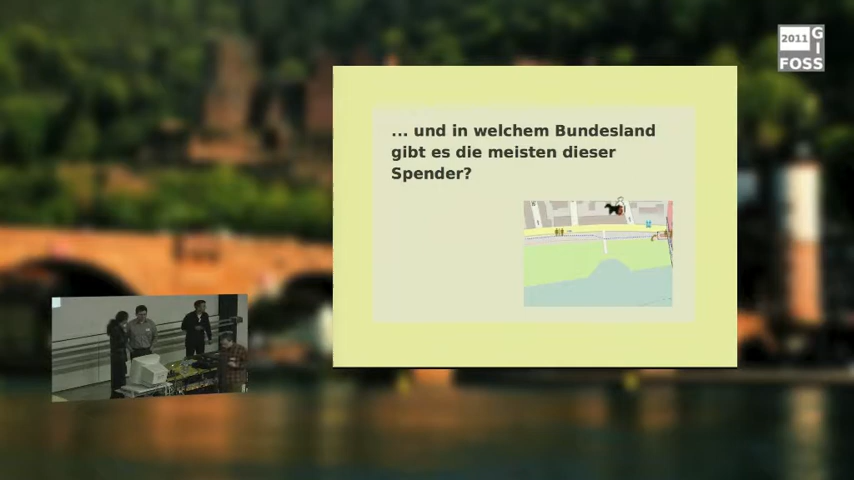 2011 G
I
FOSS
... und in welchem Bundesland
gibt es die meisten dieser
Spender?